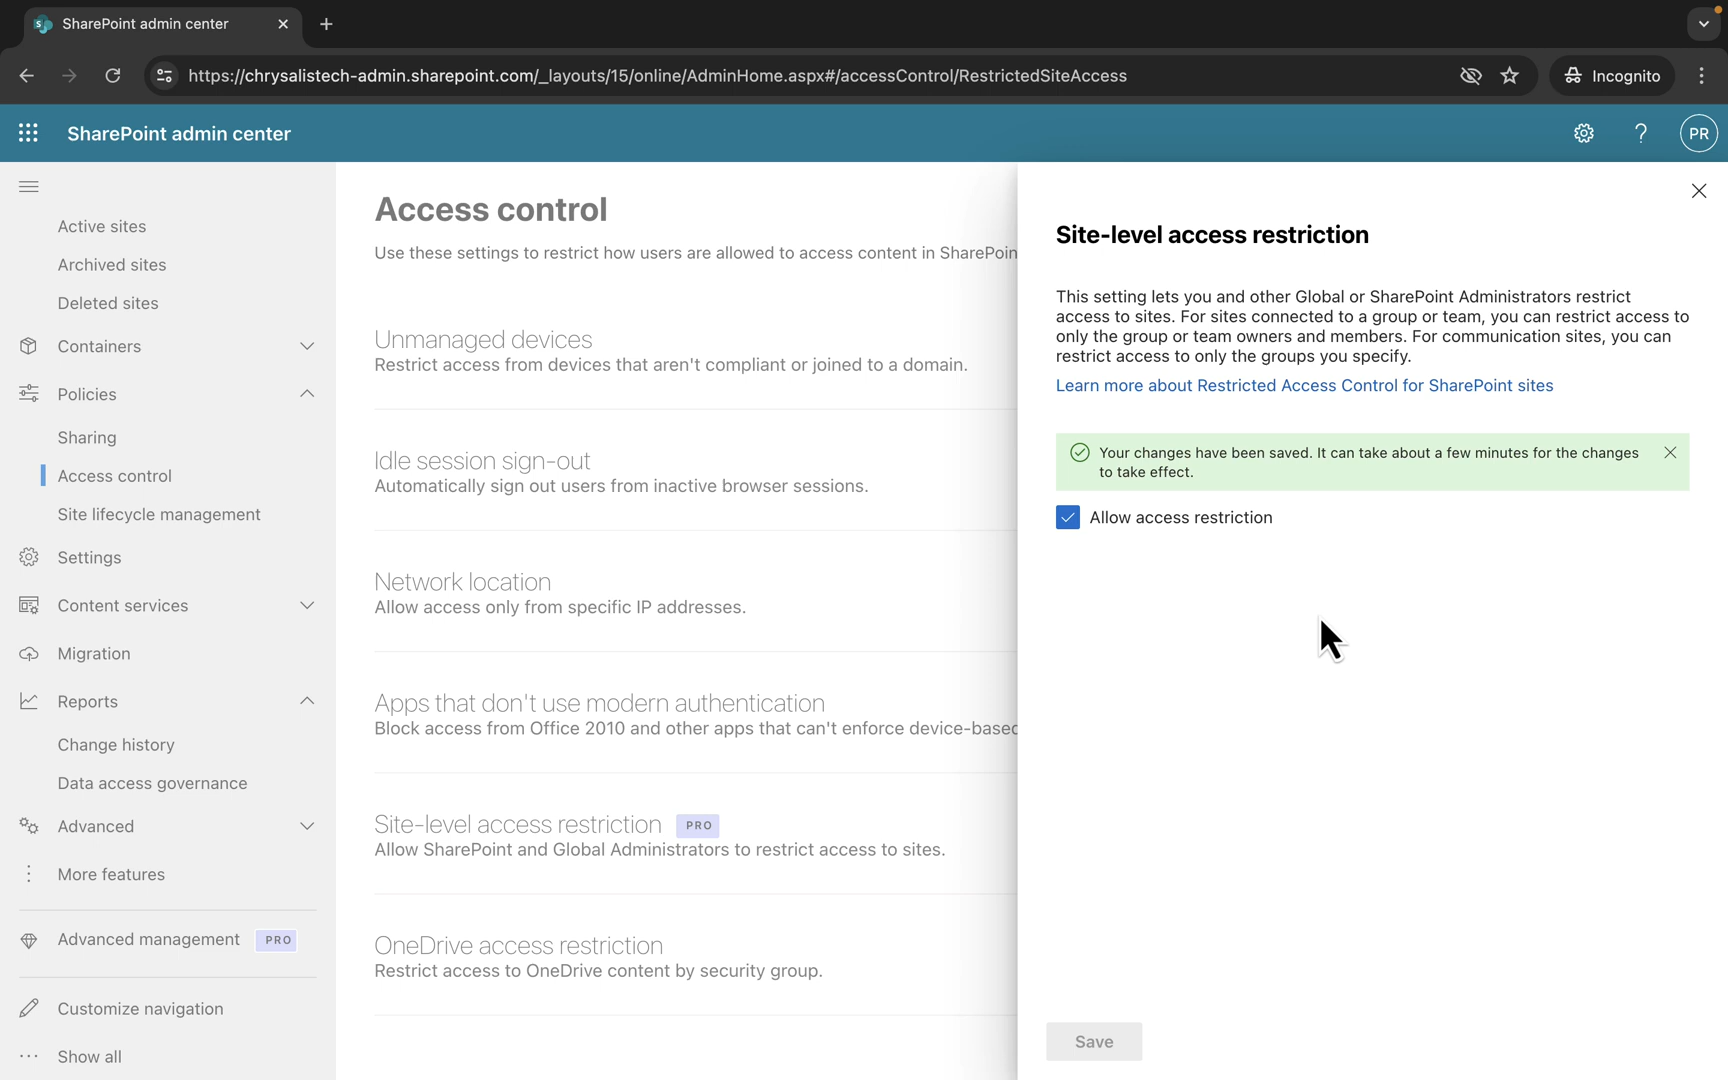 SharePoint admin center
https://chrysalistech-admin.sharepoint.com/_layouts/15/online/AdminHome.aspx#/accessControl/RestrictedSiteAccess
Incognito
SharePoint admin center
PR
Active sites
Archived sites
Deleted sites
Containers
Policies
Sharing
Access control
Site lifecycle management
Settings
Content services
Migration
Reports
Change history
Data access governance
Advanced
More features
Advanced management PRO
Customize navigation
Show all
Access control
Use these settings to restrict how users are allowed to access content in SharePoin
Unmanaged devices
Restrict access from devices that aren't compliant or joined to a domain.
Idle session sign-out
Automatically sign out users from inactive browser sessions.
Network location
Allow access only from specific IP addresses.
Apps that don't use modern authentication
Block access from Office 2010 and other apps that can't enforce device-based
Site-level access restriction PRO
Allow SharePoint and Global Administrators to restrict access to sites.
OneDrive access restriction
Restrict access to OneDrive content by security group.
Site-level access restriction
This setting lets you and other Global or SharePoint Administrators restrict
access to sites. For sites connected to a group or team, you can restrict access to
only the group or team owners and members. For communication sites, you can
restrict access to only the groups you specify.
Learn more about Restricted Access Control for SharePoint sites
Your changes have been saved. It can take about a few minutes for the changes
to take effect.
Allow access restriction
Save